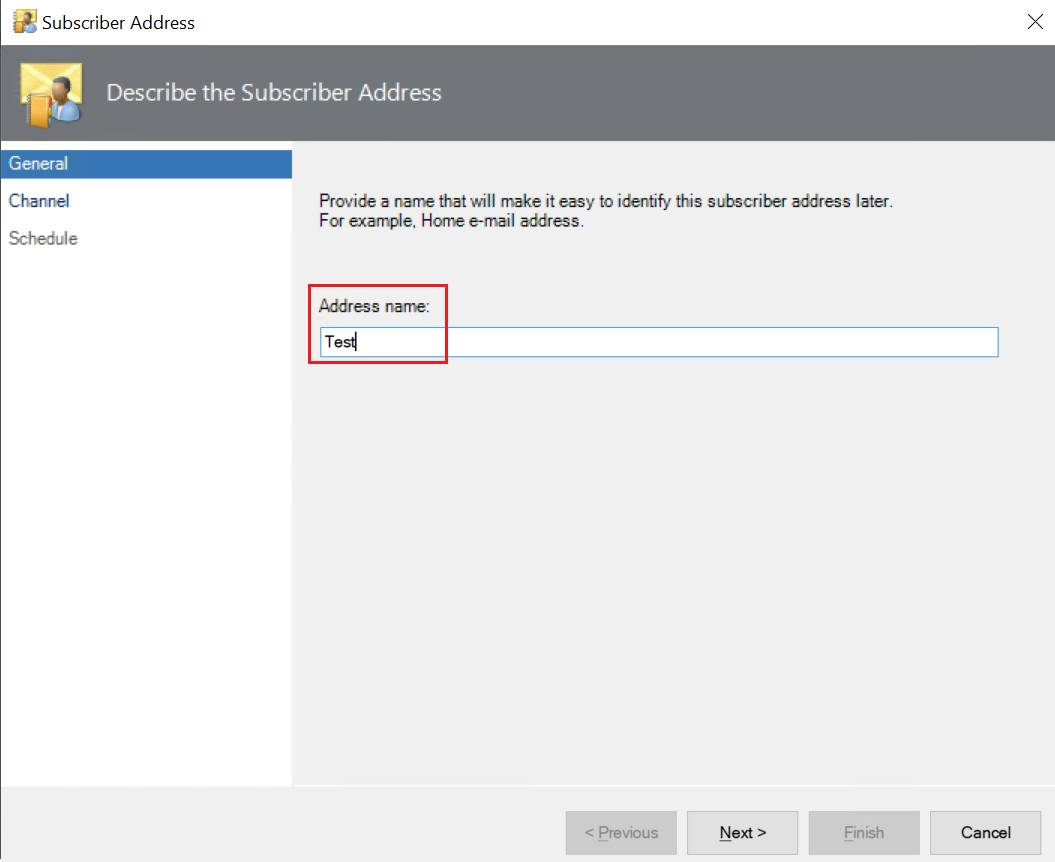 Subscriber Address
Describe the Subscriber Address
General
Channel
Schedule
Provide a name that will make it easy to identify this subscriber address later.
For example, Home e-mail address.
Address name:
Test
< Previous
Next >
Finish
Cancel